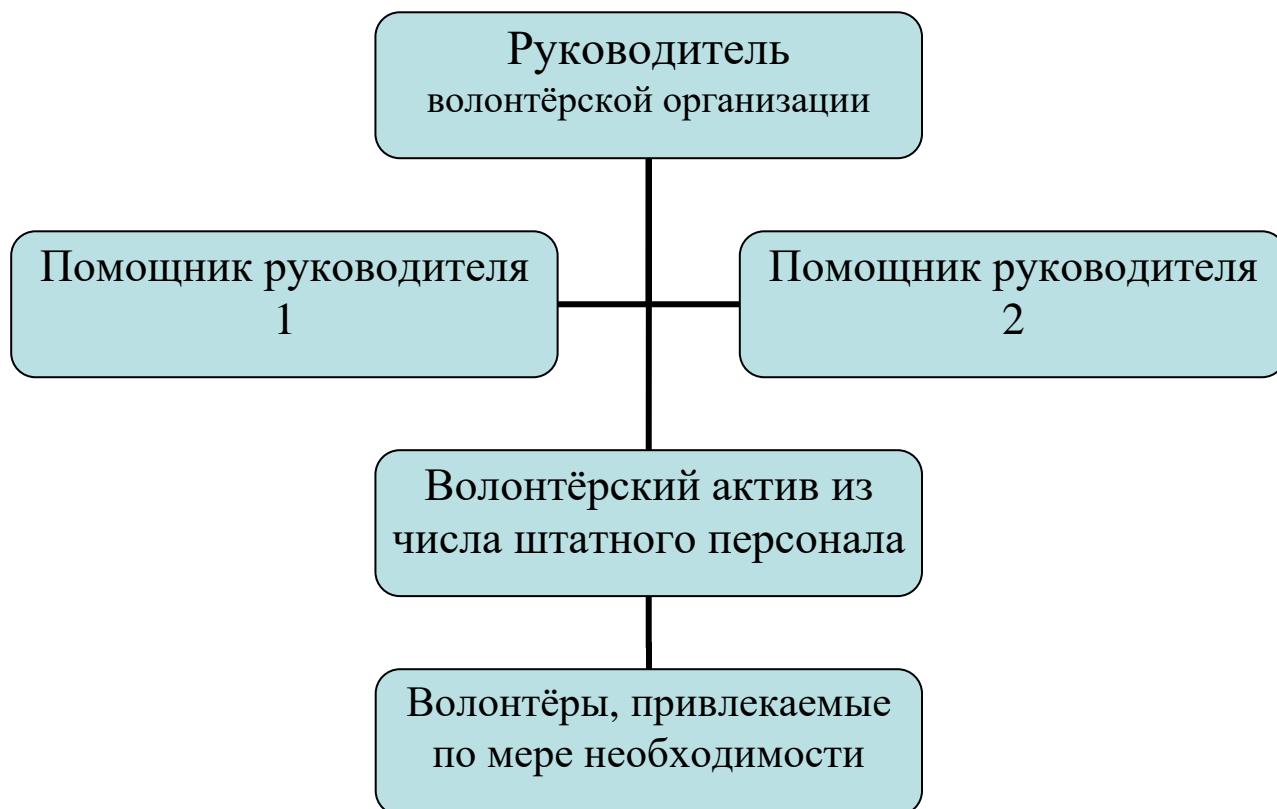 Руководитель
волонтёрской организации
Помощник руководителя
1
Помощник руководителя
2
Волонтёрский актив из
числа штатного персонала
Волонтёры, привлекаемые
по мере необходимости